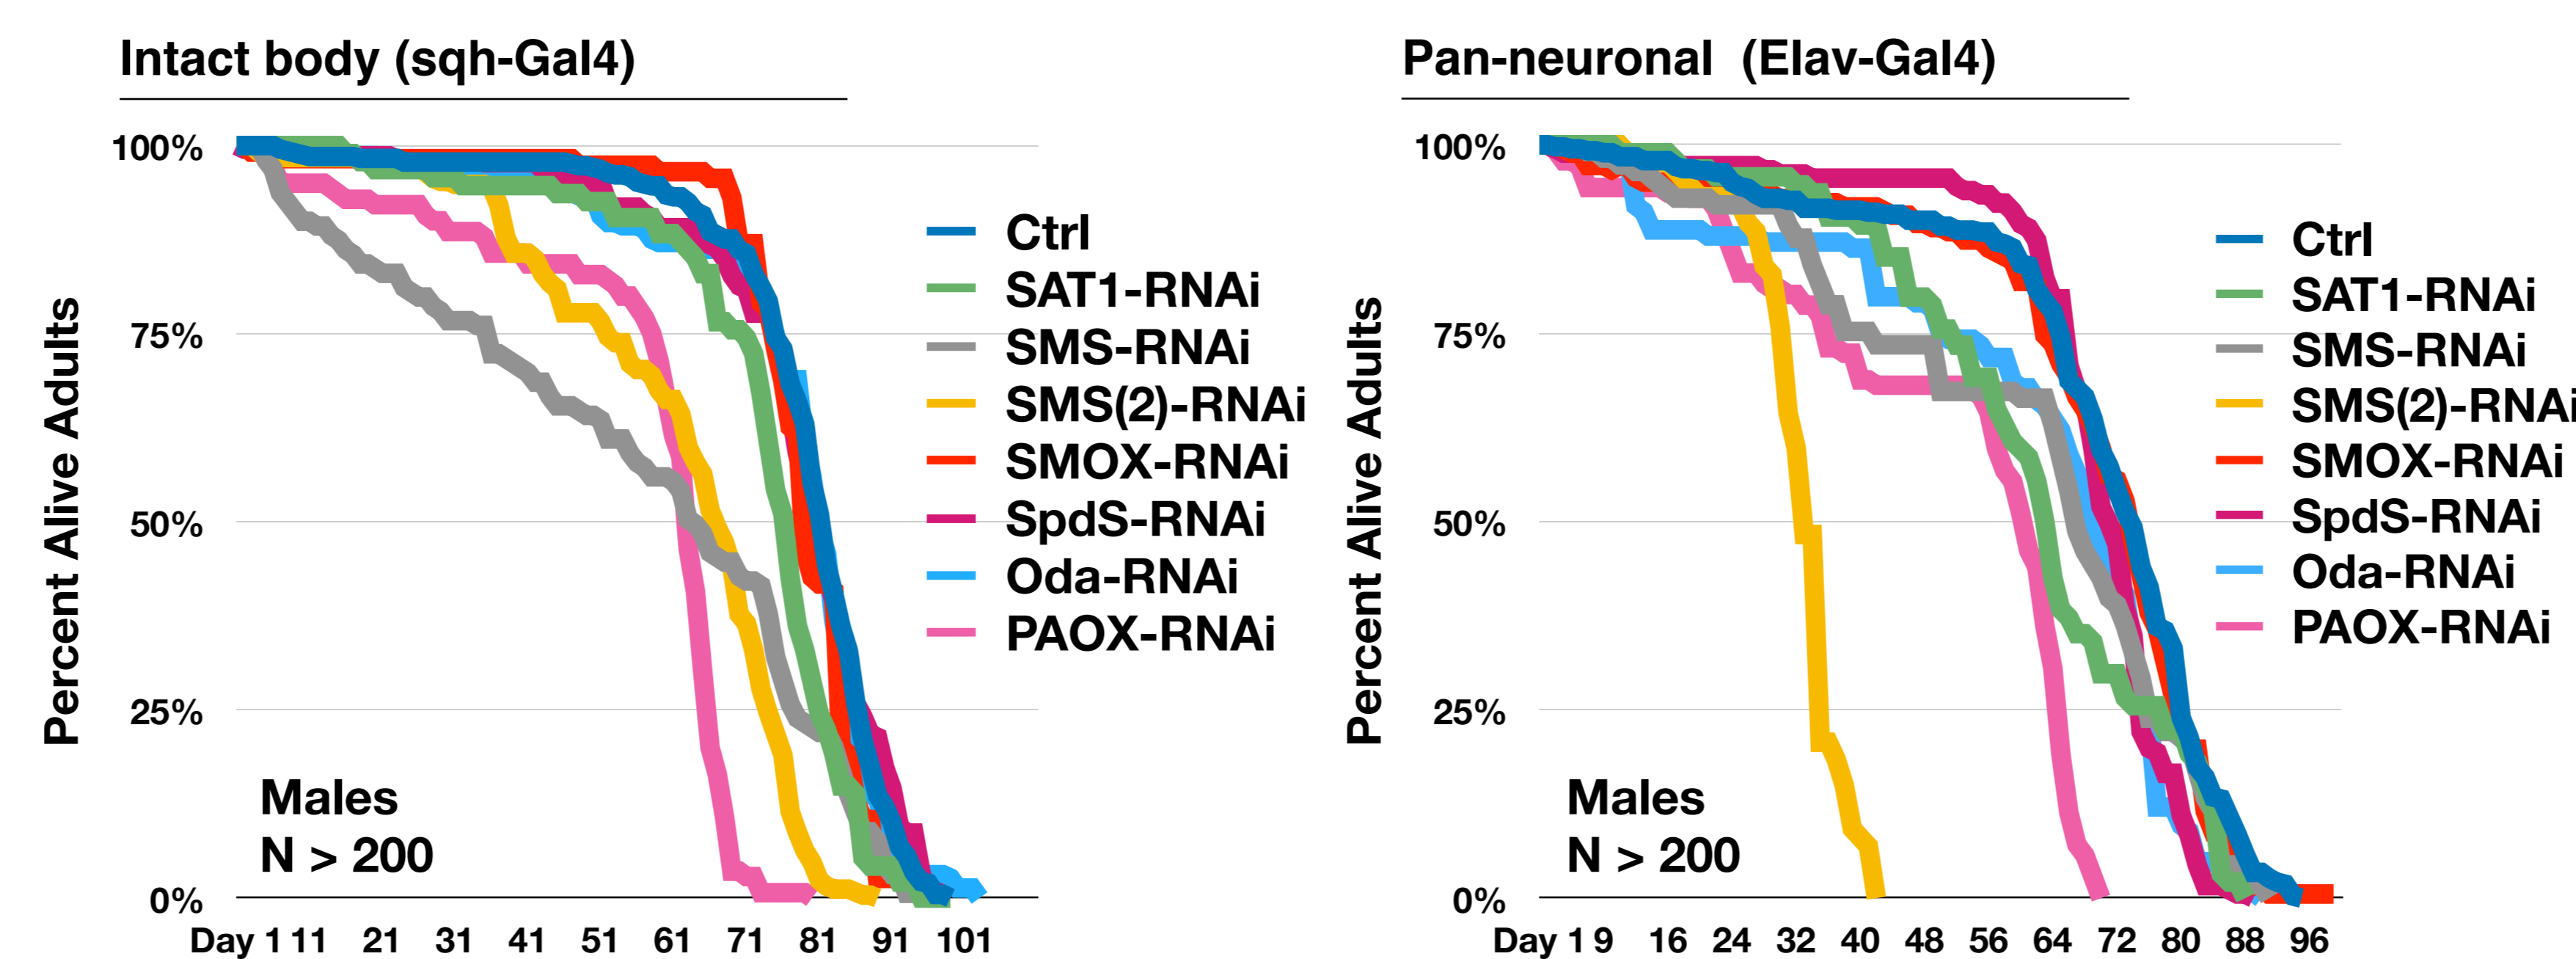 Intact body (sqh-Gal4)
Percent Alive Adults
100%
75%
50%
25%
0%
Day 1 11 21 31 41 51 61 71 81 91 101
Males
N > 200
Ctrl
SAT1-RNAi
SMS-RNAi
SMS(2)-RNAi
SMOX-RNAi
SpdS-RNAi
Oda-RNAi
PAOX-RNAi
Pan-neuronal (Elav-Gal4)
Percent Alive Adults
100%
75%
50%
25%
0%
Day 1 9 16 24 32 40 48 56 64 72 80 88 96
Males
N > 200
Ctrl
SAT1-RNAi
SMS-RNAi
SMS(2)-RNAi
SMOX-RNAi
SpdS-RNAi
Oda-RNAi
PAOX-RNAi